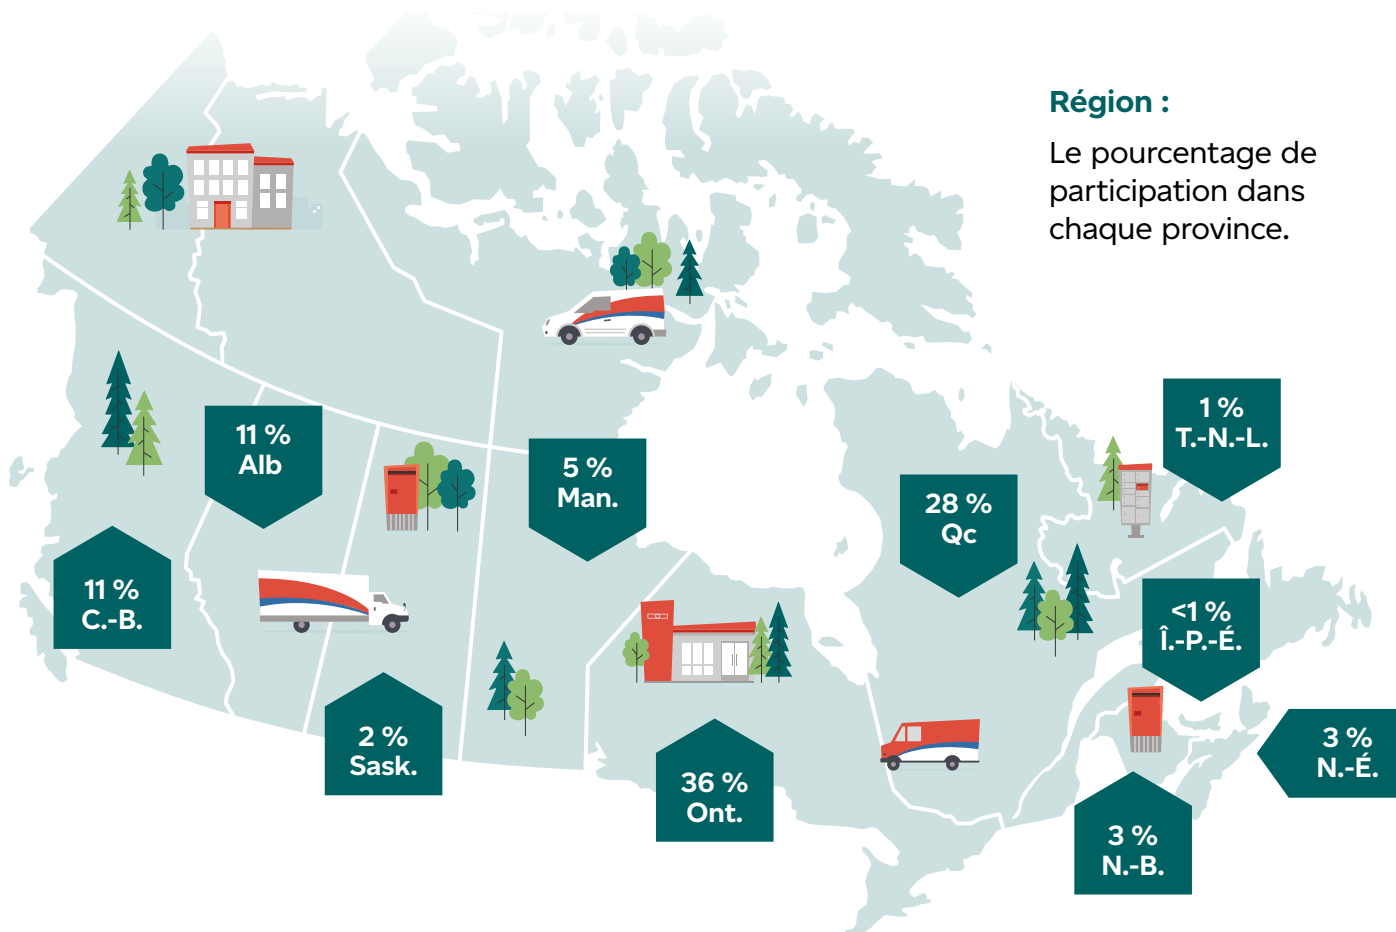 Région :
Le pourcentage de
participation dans
chaque province.
11 %
C.-B.
11 %
Alb
2 %
Sask.
5 %
Man.
36 %
Ont.
28 %
Qc
1 %
T.-N.-L.
<1 %
Î.-P.-É.
3 %
N.-É.
3 %
N.-B.